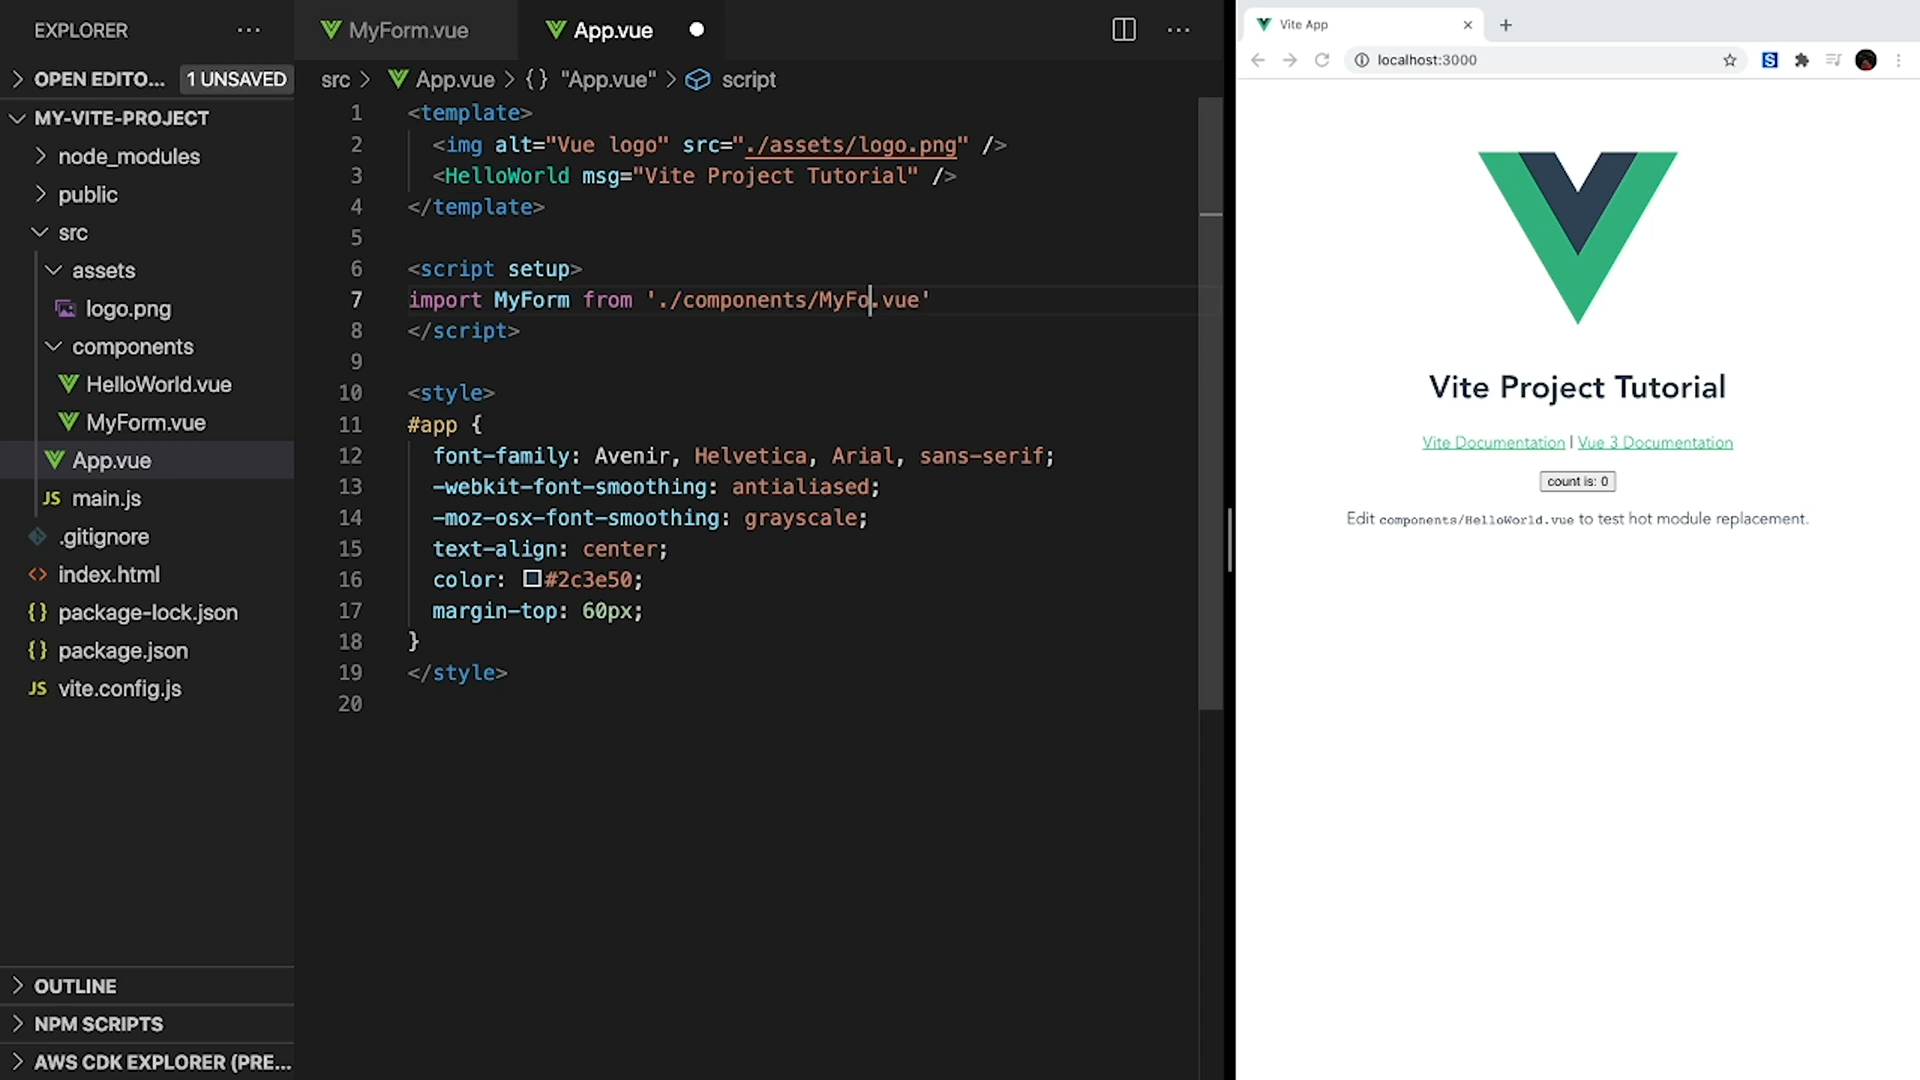 EXPLORER
OPEN EDITO... 1 UNSAVED
MY-VITE-PROJECT
node_modules
public
src
assets
logo.png
components
HelloWorld.vue
MyForm.vue
App.vue
JS main.js
.gitignore
<> index.html
{} package-lock.json
{} package.json
JS vite.config.js
OUTLINE
NPM SCRIPTS
AWS CDK EXPLORER (PRE...
MyForm.vue App.vue
src > App.vue > {} "App.vue" > script
1 <template>
2 <img alt="Vue logo" src="./assets/logo.png" />
3 <HelloWorld msg="Vite Project Tutorial" />
4 </template>
5
6 <script setup>
7 import MyForm from './components/MyFo.vue'
8 </script>
9
10 <style>
11 #app {
12 font-family: Avenir, Helvetica, Arial, sans-serif;
13 -webkit-font-smoothing: antialiased;
14 -moz-osx-font-smoothing: grayscale;
15 text-align: center;
16 color: #2c3e50;
17 margin-top: 60px;
18 }
19 </style>
20
Vite App
localhost:3000
Vite Project Tutorial
Vite Documentation | Vue 3 Documentation
count is: 0
Edit components/HelloWorld.vue to test hot module replacement.